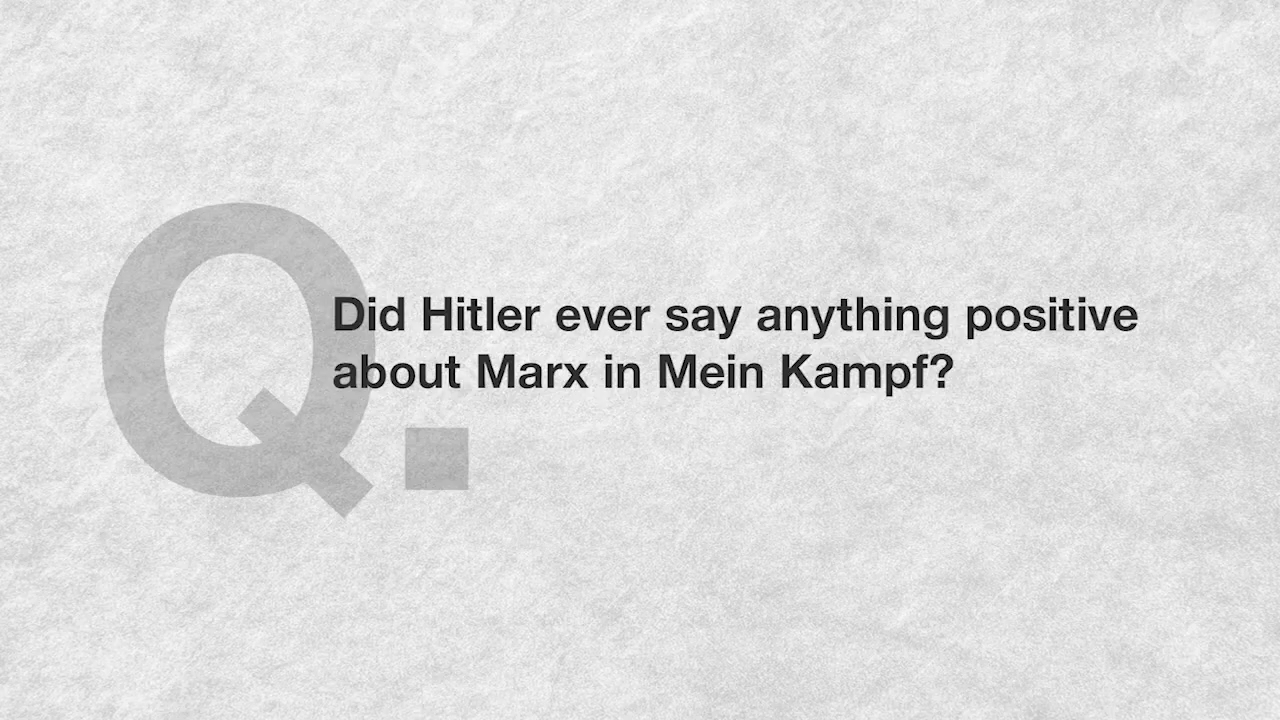 Q.
Did Hitler ever say anything positive
about Marx in Mein Kampf?